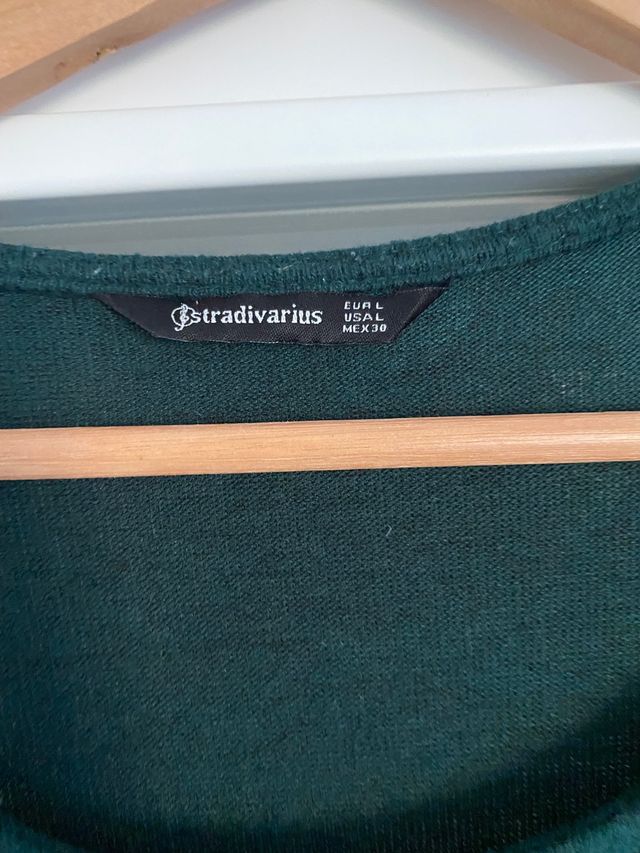 stradivarius
EUR L
USA L
MEX 30